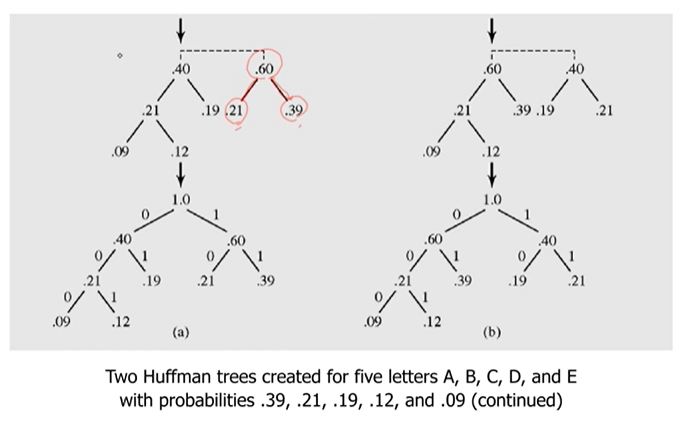 .40 .60 .60 .40
.21 .19 .21 .39 .21 .39 .19 .21
.09 .12 .09 .12
1.0 1.0
0 1 0 1
.40 .60 .60 .40
0 1 0 1 0 1 0 1
.21 .19 .21 .39 .21 .39 .19 .21
0 1 0 1
.09 .12 .09 .12
(a) (b)
Two Huffman trees created for five letters A, B, C, D, and E
with probabilities .39, .21, .19, .12, and .09 (continued)